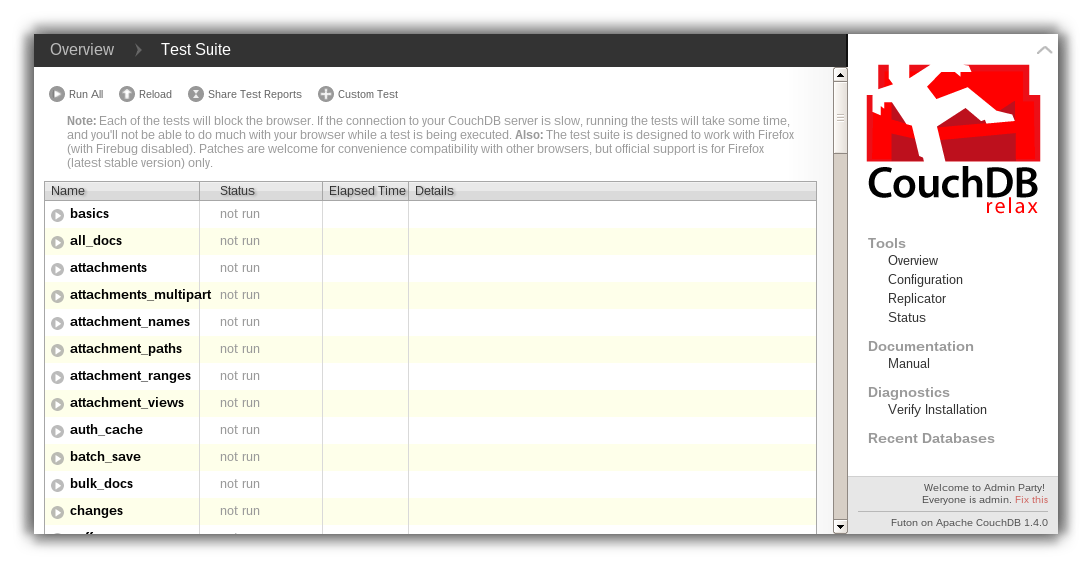 Overview Test Suite
Run All Reload Share Test Reports Custom Test
Note: Each of the tests will block the browser. If the connection to your CouchDB server is slow, running the tests will take some time,
and you'll not be able to do much with your browser while a test is being executed. Also: The test suite is designed to work with Firefox
(with Firebug disabled). Patches are welcome for convenience compatibility with other browsers, but official support is for Firefox
(latest stable version) only.
Name Status Elapsed Time Details
basics not run
all_docs not run
attachments not run
attachments_multipart not run
attachment_names not run
attachment_paths not run
attachment_ranges not run
attachment_views not run
auth_cache not run
batch_save not run
bulk_docs not run
changes not run
CouchDB
relax
Tools
Overview
Configuration
Replicator
Status
Documentation
Manual
Diagnostics
Verify Installation
Recent Databases
Welcome to Admin Party!
Everyone is admin. Fix this
Futon on Apache CouchDB 1.4.0